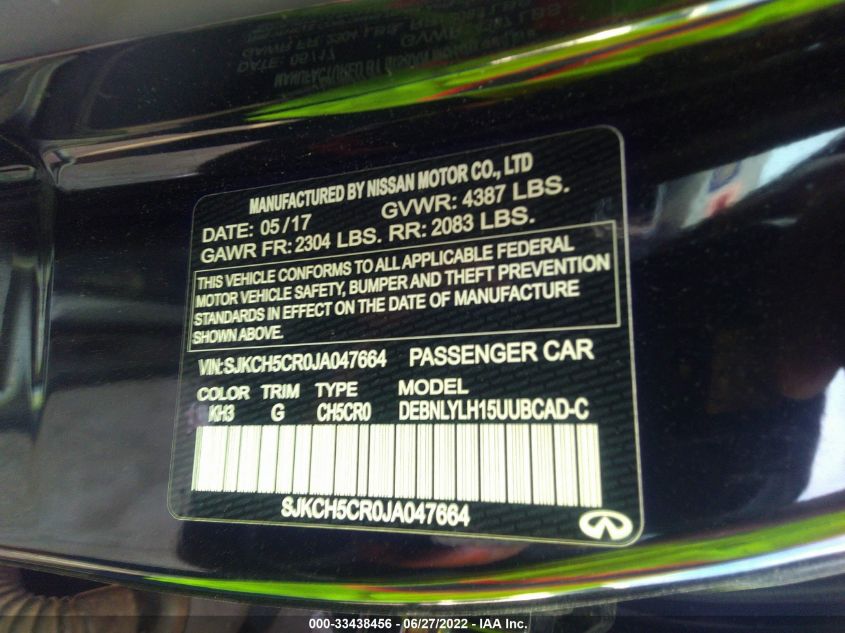 MANUFACTURED BY NISSAN MOTOR CO., LTD
DATE: 05/17 GVWR: 4387 LBS.
GAWR FR: 2304 LBS. RR: 2083 LBS.
THIS VEHICLE CONFORMS TO ALL APPLICABLE FEDERAL
MOTOR VEHICLE SAFETY, BUMPER AND THEFT PREVENTION
STANDARDS IN EFFECT ON THE DATE OF MANUFACTURE
SHOWN ABOVE.
VIN:SJKCH5CR0JA047664 PASSENGER CAR
COLOR TRIM TYPE MODEL
KH3 G CH5CR0 DEBNLYLH15UUBCAD-C
SJKCH5CR0JA047664
000-33438456 - 06/27/2022 - IAA Inc.